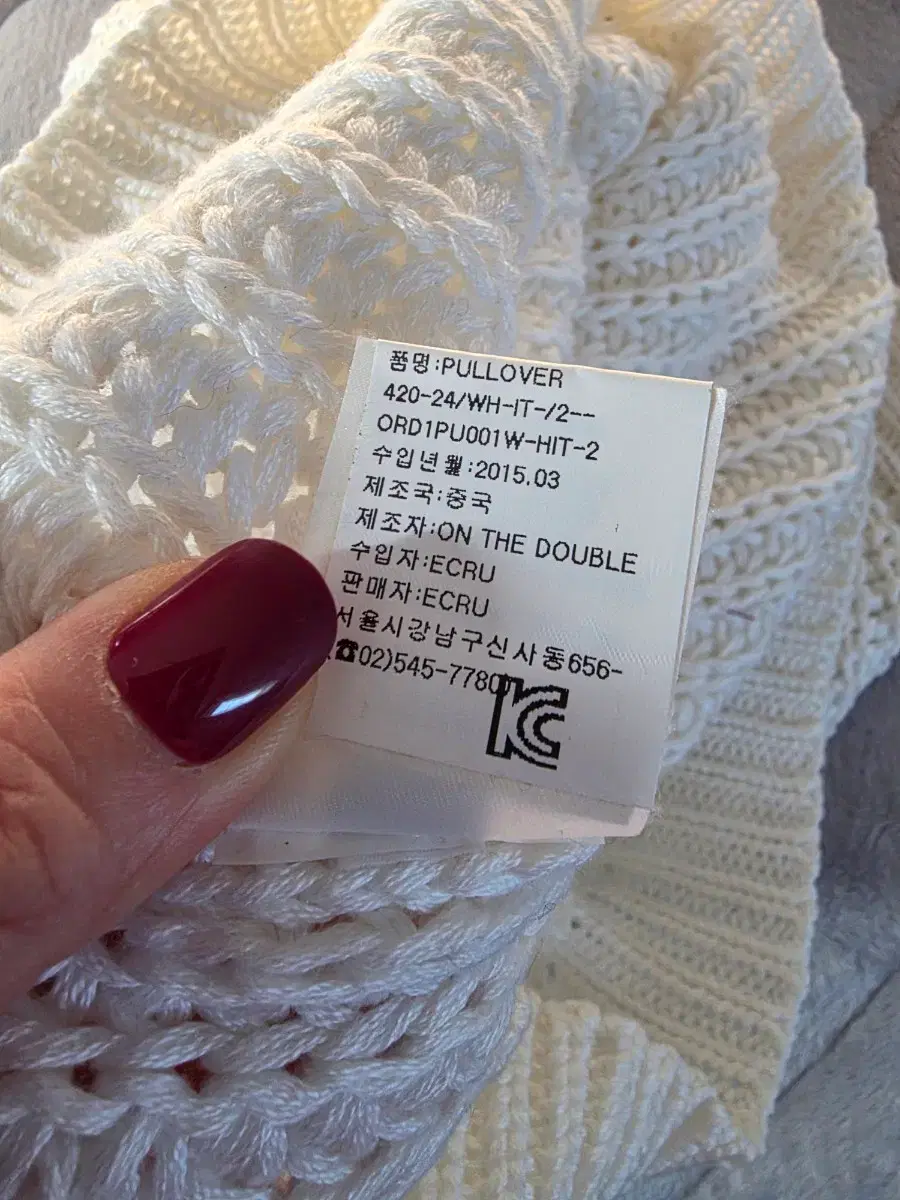 품명:PULLOVER
420-24/WH-IT-/2--
ORD1PU001W-HIT-2
수입년월:2015.03
제조국:중국
제조자:ON THE DOUBLE
수입자:ECRU
판매자:ECRU
서울시강남구신사동656-
☎02)545-7780
KC